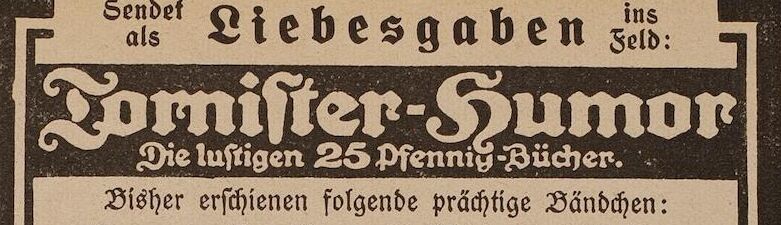 Sendet als Liebesgaben ins Feld:
Tornister-Humor
Die lustigen 25 Pfennig-Bücher.
Bisher erschienen folgende prächtige Bändchen: